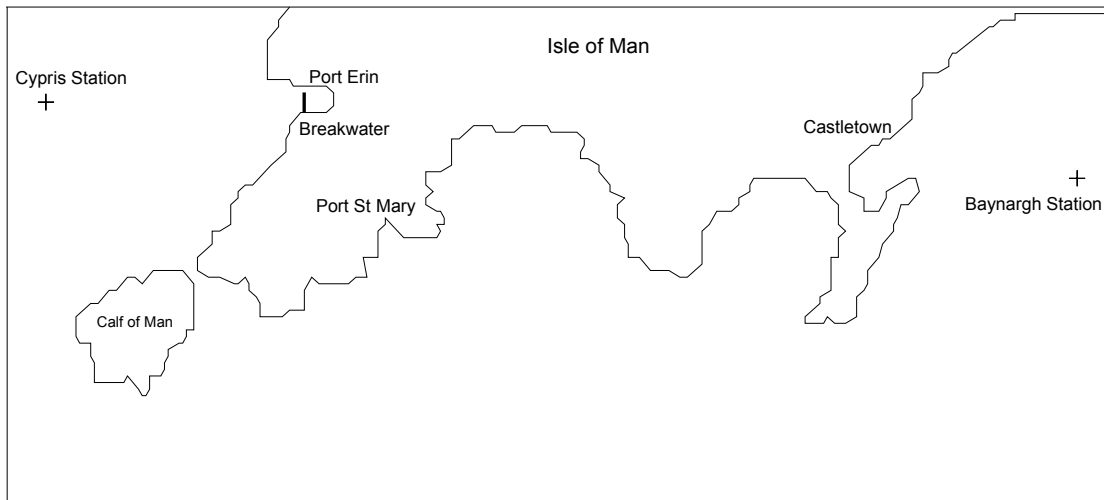 Isle of Man
Cypris Station
Port Erin
Breakwater
Castletown
Port St Mary
Baynargh Station
Calf of Man